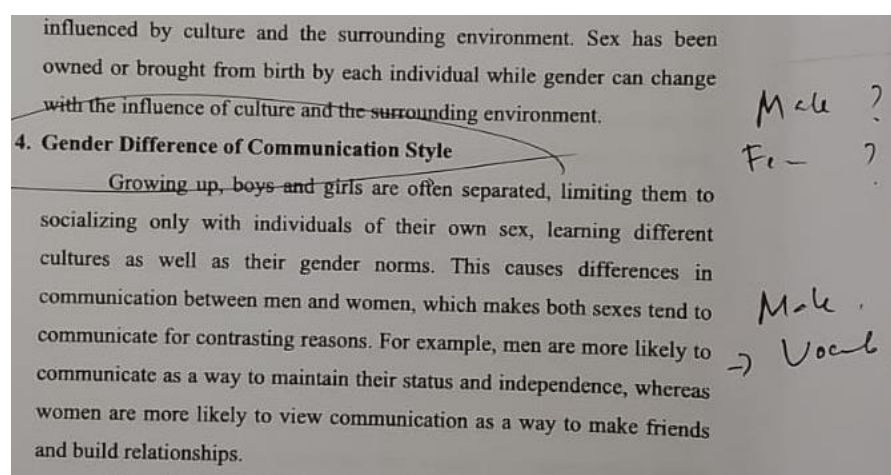 influenced by culture and the surrounding environment. Sex has been
owned or brought from birth by each individual while gender can change
with the influence of culture and the surrounding environment.
Male ?
Fe- ?
4. Gender Difference of Communication Style
Growing up, boys and girls are often separated, limiting them to
socializing only with individuals of their own sex, learning different
cultures as well as their gender norms. This causes differences in
communication between men and women, which makes both sexes tend to
Male
communicate for contrasting reasons. For example, men are more likely to
communicate as a way to maintain their status and independence, whereas
women are more likely to view communication as a way to make friends
and build relationships.